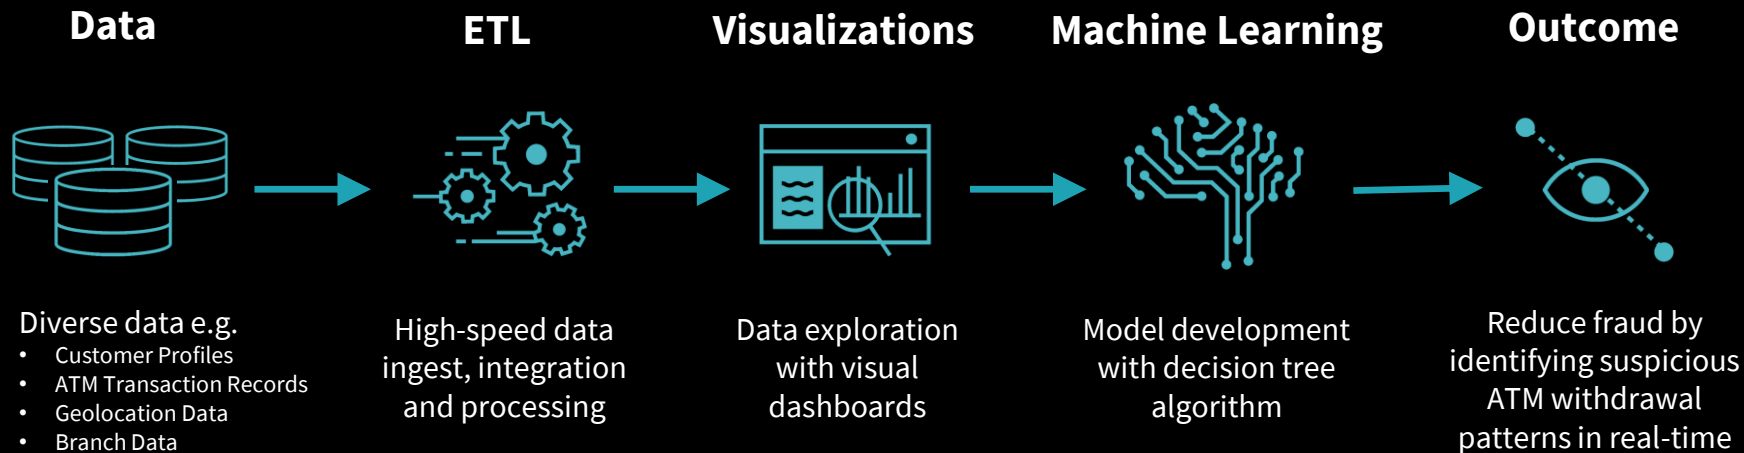 Data
ETL
Visualizations
Machine Learning
Outcome
Diverse data e.g.
• Customer Profiles
• ATM Transaction Records
• Geolocation Data
• Branch Data
High-speed data
ingest, integration
and processing
Data exploration
with visual
dashboards
Model development
with decision tree
algorithm
Reduce fraud by
identifying suspicious
ATM withdrawal
patterns in real-time